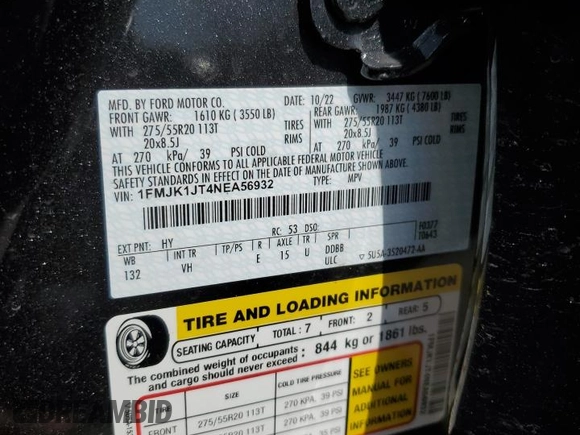 MFD. BY FORD MOTOR CO.
DATE: 10/22 GVWR: 3447 KG (7600 LB)
FRONT GAWR: 1610 KG (3550 LB) REAR GAWR: 1987 KG (4380 LB)
WITH 275/55R20 113T TIRES WITH 275/55R20 113T TIRES
20x8.5J RIMS 20x8.5J RIMS
AT 270 kPa/ 39 PSI COLD AT 270 kPa/ 39 PSI COLD
THIS VEHICLE CONFORMS TO ALL APPLICABLE FEDERAL MOTOR VEHICLE
SAFETY STANDARDS IN EFFECT ON THE DATE OF MANUFACTURE SHOWN ABOVE.
VIN: 1FMJK1JT4NEA56932
TYPE: MPV
F0377
T0643
EXT PNT: HY RC: 53 DSO:
WB INT TR TP/PS R AXLE TR SPR
132 VH E 15 U DDBB
ULC 5U5A-3520472-AA
TIRE AND LOADING INFORMATION
SEATING CAPACITY TOTAL: 7 FRONT: 2 REAR: 5
The combined weight of occupants and cargo should never exceed: 844 kg or 1861 lbs.
TIRE SIZE COLD TIRE PRESSURE
FRONT 275/55R20 113T 270 KPA, 39 PSI
275/55R20 113T 270 KPA, 39 PSI
SEE OWNERS
MANUAL FOR
ADDITIONAL
INFORMATION